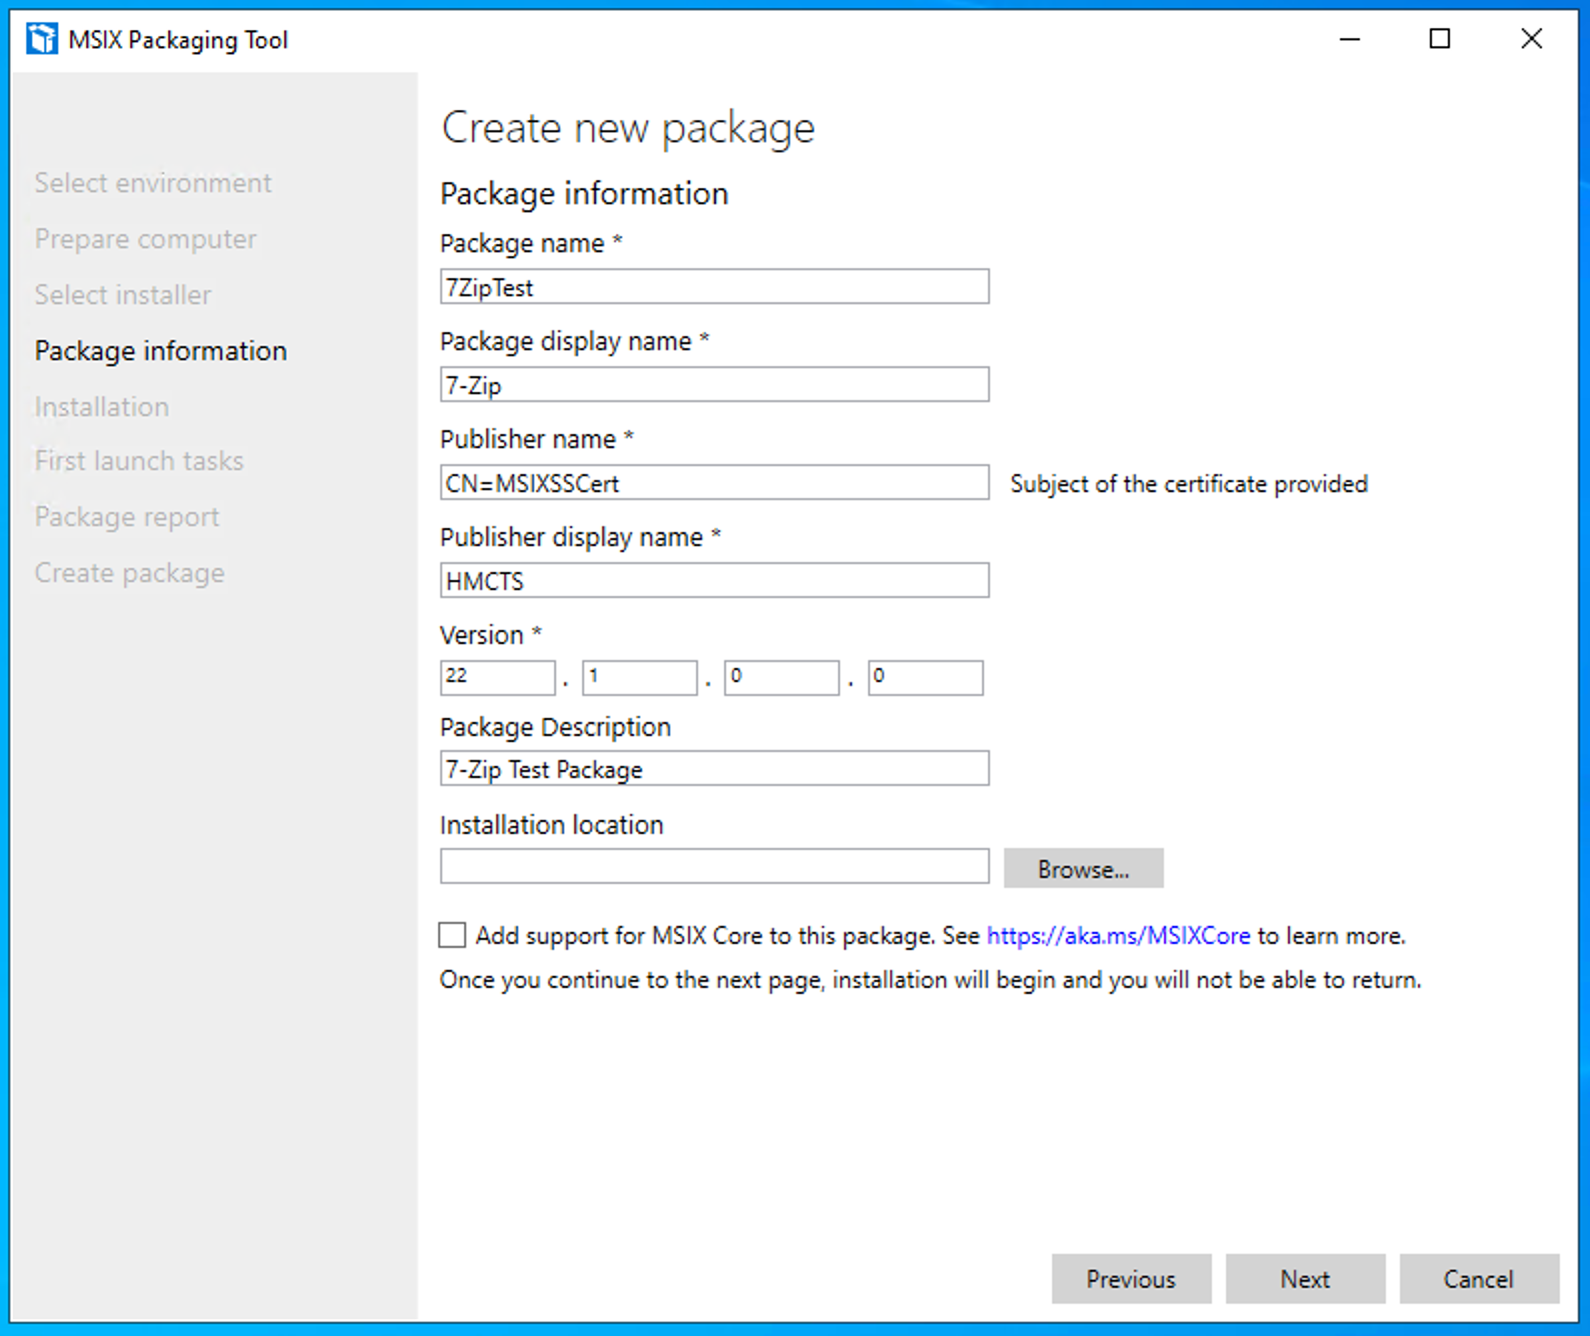 MSIX Packaging Tool
Select environment
Prepare computer
Select installer
Package information
Installation
First launch tasks
Package report
Create package
Create new package
Package information
Package name *
7ZipTest
Package display name *
7-Zip
Publisher name *
CN=MSIXSSCert Subject of the certificate provided
Publisher display name *
HMCTS
Version *
22 . 1 . 0 . 0
Package Description
7-Zip Test Package
Installation location
Browse...
Add support for MSIX Core to this package. See https://aka.ms/MSIXCore to learn more.
Once you continue to the next page, installation will begin and you will not be able to return.
Previous Next Cancel